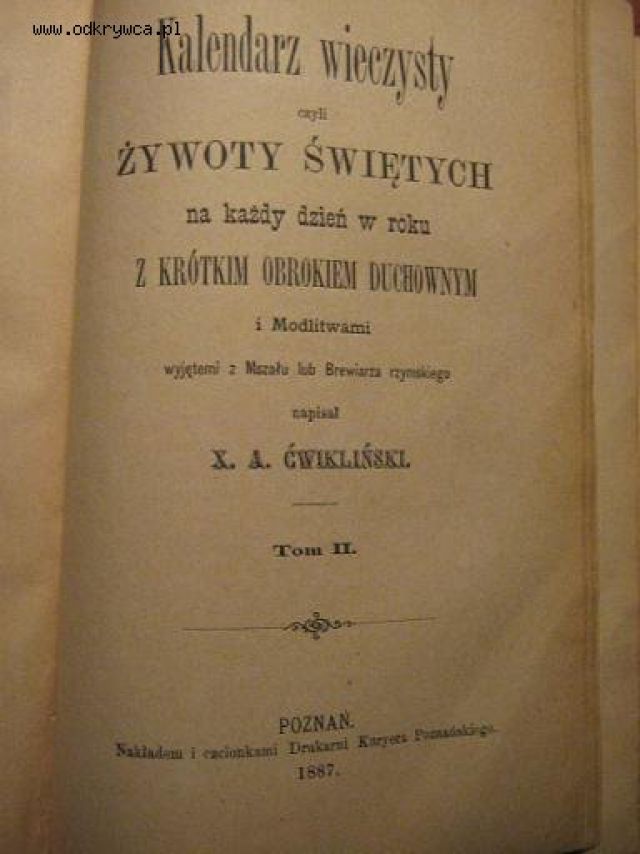 www.odkrywca.pl
Kalendarz wieczysty
czyli
ŻYWOTY ŚWIĘTYCH
na każdy dzień w roku
Z KRÓTKIM OBROKIEM DUCHOWNYM
i Modlitwami
wyjętemi z Mszału lub Brewiarza rzymskiego
napisał
X. A. ĆWIKLIŃSKI.
Tom II.
POZNAŃ.
Nakładem i czcionkami Drukarni Kuryera Poznańskiego.
1887.